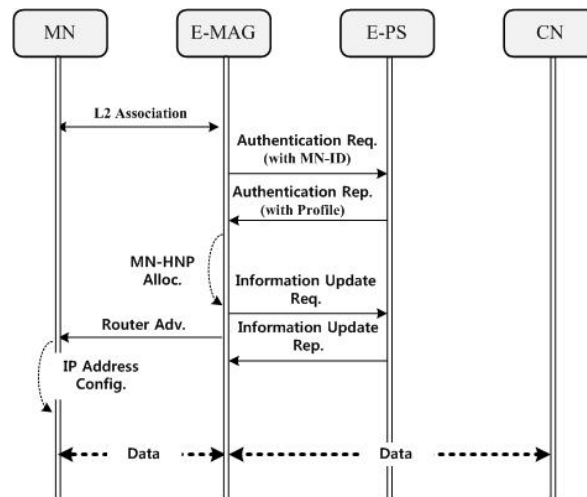 MN
E-MAG
E-PS
CN
L2 Association
Authentication Req.
(with MN-ID)
Authentication Rep.
(with Profile)
MN-HNP
Alloc.
Information Update
Req.
Router Adv.
Information Update
Rep.
IP Address
Config.
Data
Data